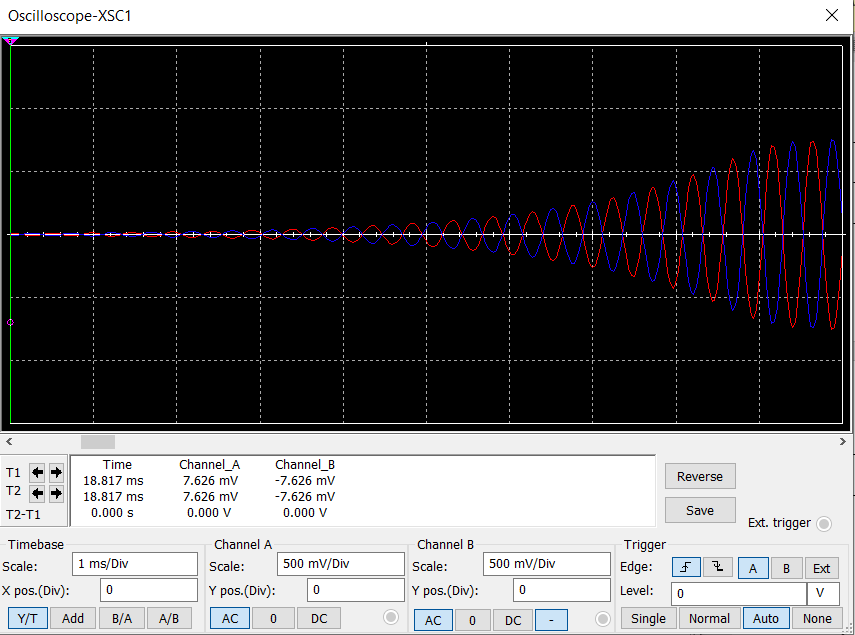 Oscilloscope-XSC1
Time Channel_A Channel_B
T1 18.817 ms 7.626 mV -7.626 mV
T2 18.817 ms 7.626 mV -7.626 mV
T2-T1 0.000 s 0.000 V 0.000 V
Reverse
Save
Ext. trigger
Timebase
Scale: 1 ms/Div
X pos.(Div): 0
Y/T Add B/A A/B
Channel A
Scale: 500 mV/Div
Y pos.(Div): 0
AC 0 DC
Channel B
Scale: 500 mV/Div
Y pos.(Div): 0
AC 0 DC -
Trigger
Edge: A B Ext
Level: 0 V
Single Normal Auto None